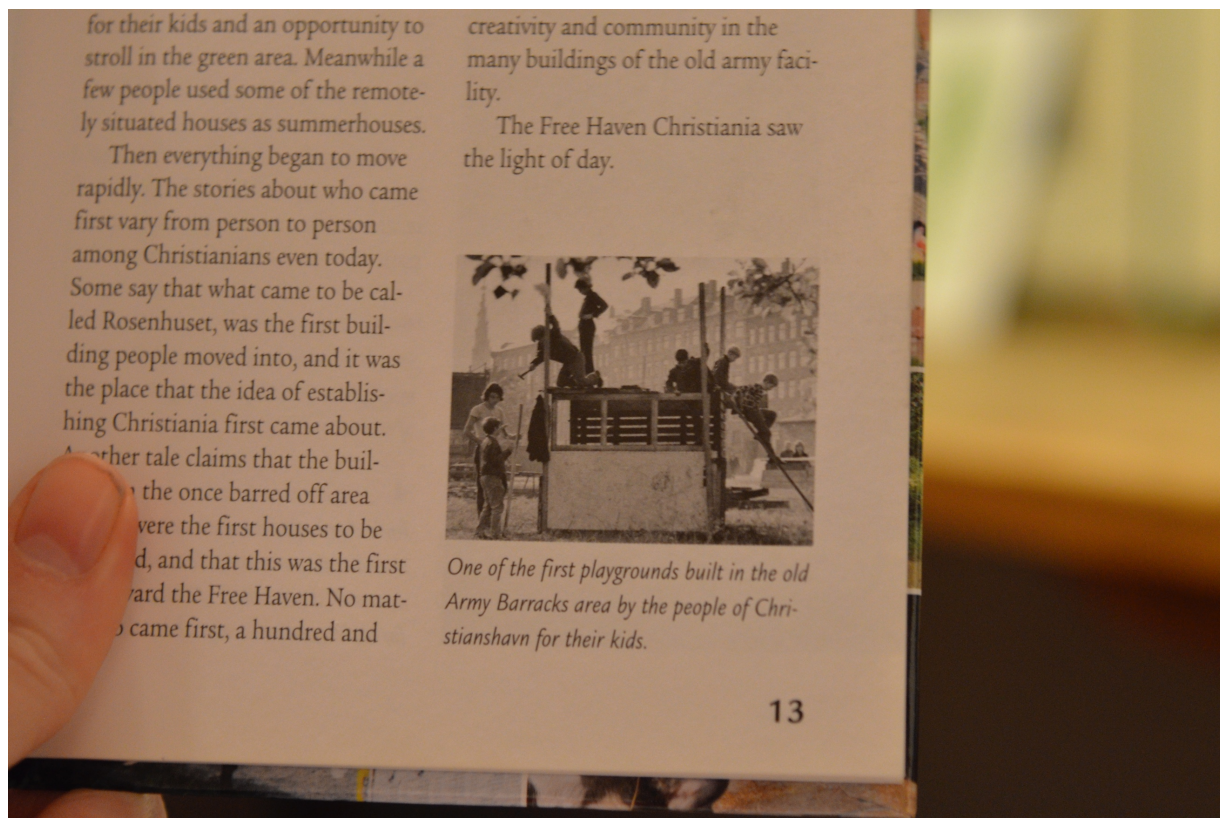 for their kids and an opportunity to
stroll in the green area. Meanwhile a
few people used some of the remote-
ly situated houses as summerhouses.
Then everything began to move
rapidly. The stories about who came
first vary from person to person
among Christianians even today.
Some say that what came to be cal-
led Rosenhuset, was the first buil-
ding people moved into, and it was
the place that the idea of establis-
hing Christiania first came about.
Another tale claims that the buil-
the once barred off area
were the first houses to be
and that this was the first
the Free Haven. No mat-
came first, a hundred and
creativity and community in the
many buildings of the old army faci-
lity.
The Free Haven Christiania saw
the light of day.
One of the first playgrounds built in the old
Army Barracks area by the people of Chri-
stianshavn for their kids.
13